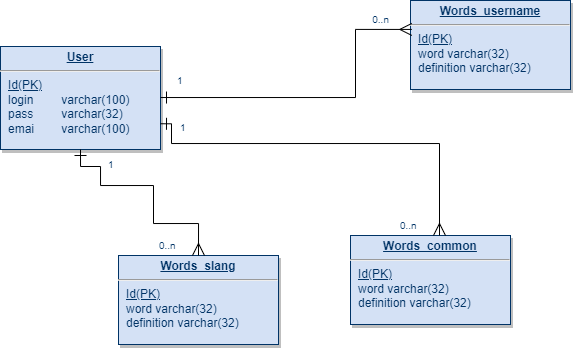 Words_username
0..n
Id(PK)
word varchar(32)
definition varchar(32)
User
1
Id(PK)
login varchar(100)
pass varchar(32)
emai varchar(100)
1
1
0..n
0..n
Words_common
Id(PK)
word varchar(32)
definition varchar(32)
Words_slang
Id(PK)
word varchar(32)
definition varchar(32)